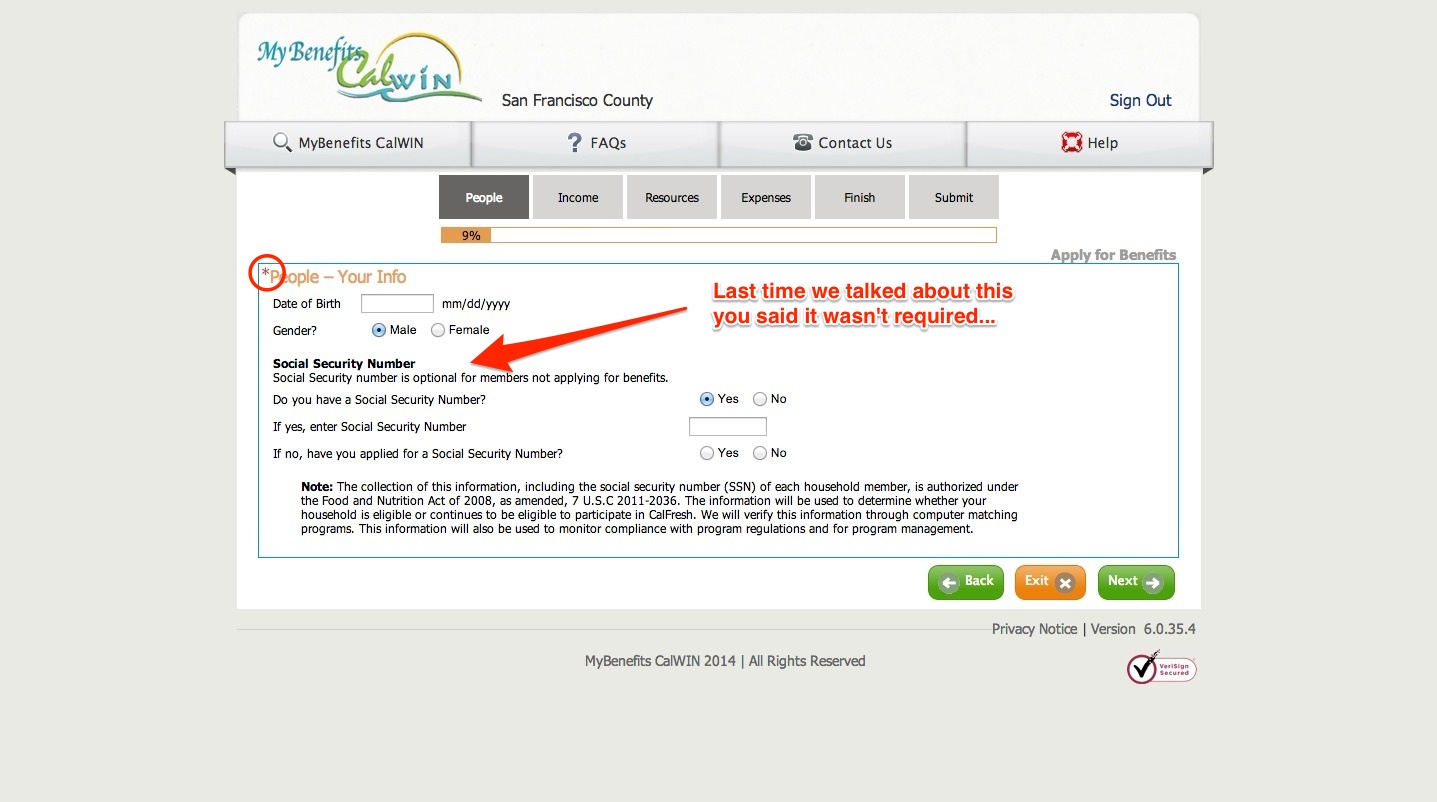 My Benefits
CalWIN
San Francisco County
Sign Out
MyBenefits CalWIN
FAQs
Contact Us
Help
People
Income
Resources
Expenses
Finish
Submit
9%
Apply for Benefits
*People – Your Info
Date of Birth mm/dd/yyyy
Gender? Male Female
Last time we talked about this
you said it wasn't required...
Social Security Number
Social Security number is optional for members not applying for benefits.
Do you have a Social Security Number? Yes No
If yes, enter Social Security Number
If no, have you applied for a Social Security Number? Yes No
Note: The collection of this information, including the social security number (SSN) of each household member, is authorized under
the Food and Nutrition Act of 2008, as amended, 7 U.S.C 2011-2036. The information will be used to determine whether your
household is eligible or continues to be eligible to participate in CalFresh. We will verify this information through computer matching
programs. This information will also be used to monitor compliance with program regulations and for program management.
Back
Exit
Next
Privacy Notice | Version 6.0.35.4
MyBenefits CalWIN 2014 | All Rights Reserved
VeriSign
Secured